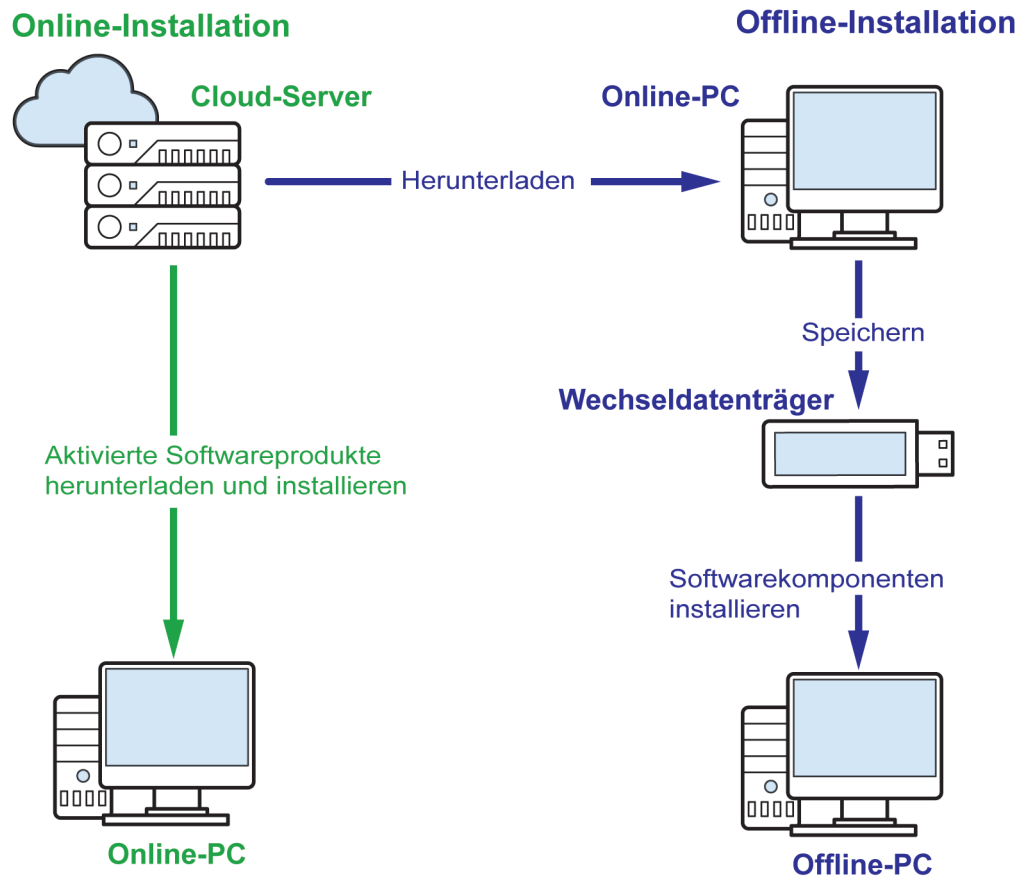 Online-Installation
Offline-Installation
Cloud-Server
Online-PC
Herunterladen
Speichern
Wechseldatenträger
Aktivierte Softwareprodukte
herunterladen und installieren
Softwarekomponenten
installieren
Online-PC
Offline-PC